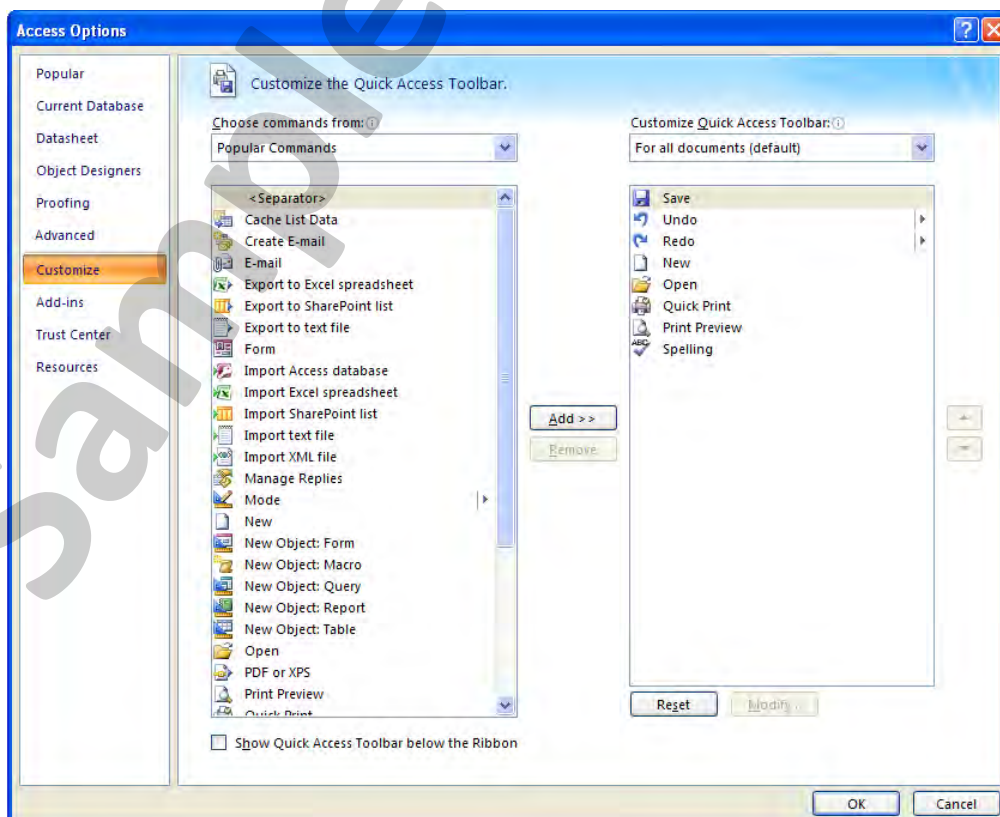 Access Options
Popular
Current Database
Datasheet
Object Designers
Proofing
Advanced
Customize
Add-ins
Trust Center
Resources
Customize the Quick Access Toolbar.
Choose commands from:
Popular Commands
<Separator>
Cache List Data
Create E-mail
E-mail
Export to Excel spreadsheet
Export to SharePoint list
Export to text file
Form
Import Access database
Import Excel spreadsheet
Import SharePoint list
Import text file
Import XML file
Manage Replies
Mode
New
New Object: Form
New Object: Macro
New Object: Query
New Object: Report
New Object: Table
Open
PDF or XPS
Print Preview
Quick Print
Show Quick Access Toolbar below the Ribbon
Add >>
Remove
Customize Quick Access Toolbar:
For all documents (default)
Save
Undo
Redo
New
Open
Quick Print
Print Preview
Spelling
Reset
Modify...
OK
Cancel
Sample